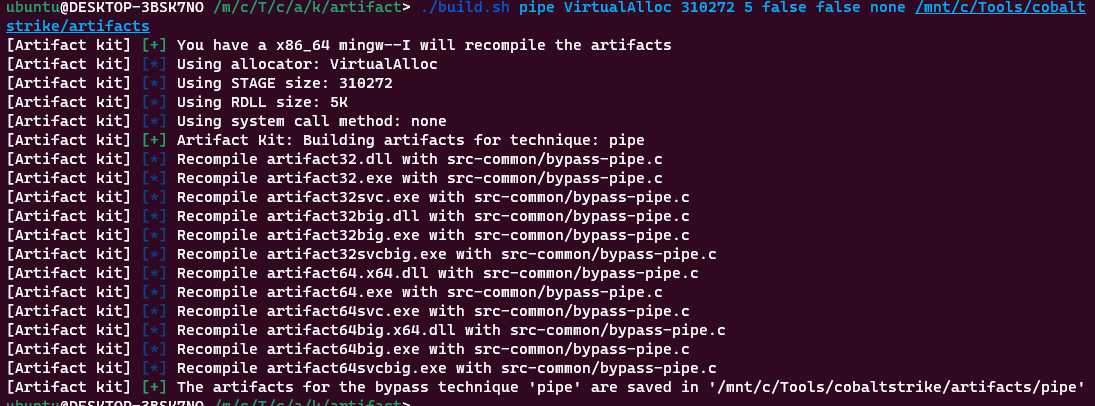 ubuntu@DESKTOP-3BSK7NO /m/c/T/c/a/k/artifact> ./build.sh pipe VirtualAlloc 310272 5 false false none /mnt/c/Tools/cobalt
strike/artifacts
[Artifact kit] [+] You have a x86_64 mingw--I will recompile the artifacts
[Artifact kit] [*] Using allocator: VirtualAlloc
[Artifact kit] [*] Using STAGE size: 310272
[Artifact kit] [*] Using RDLL size: 5K
[Artifact kit] [*] Using system call method: none
[Artifact kit] [+] Artifact Kit: Building artifacts for technique: pipe
[Artifact kit] [*] Recompile artifact32.dll with src-common/bypass-pipe.c
[Artifact kit] [*] Recompile artifact32.exe with src-common/bypass-pipe.c
[Artifact kit] [*] Recompile artifact32svc.exe with src-common/bypass-pipe.c
[Artifact kit] [*] Recompile artifact32big.dll with src-common/bypass-pipe.c
[Artifact kit] [*] Recompile artifact32big.exe with src-common/bypass-pipe.c
[Artifact kit] [*] Recompile artifact32svcbig.exe with src-common/bypass-pipe.c
[Artifact kit] [*] Recompile artifact64.x64.dll with src-common/bypass-pipe.c
[Artifact kit] [*] Recompile artifact64.exe with src-common/bypass-pipe.c
[Artifact kit] [*] Recompile artifact64svc.exe with src-common/bypass-pipe.c
[Artifact kit] [*] Recompile artifact64big.x64.dll with src-common/bypass-pipe.c
[Artifact kit] [*] Recompile artifact64big.exe with src-common/bypass-pipe.c
[Artifact kit] [*] Recompile artifact64svcbig.exe with src-common/bypass-pipe.c
[Artifact kit] [+] The artifacts for the bypass technique 'pipe' are saved in '/mnt/c/Tools/cobaltstrike/artifacts/pipe'
ubuntu@DESKTOP-3BSK7NO /m/c/T/c/a/k/artifact>